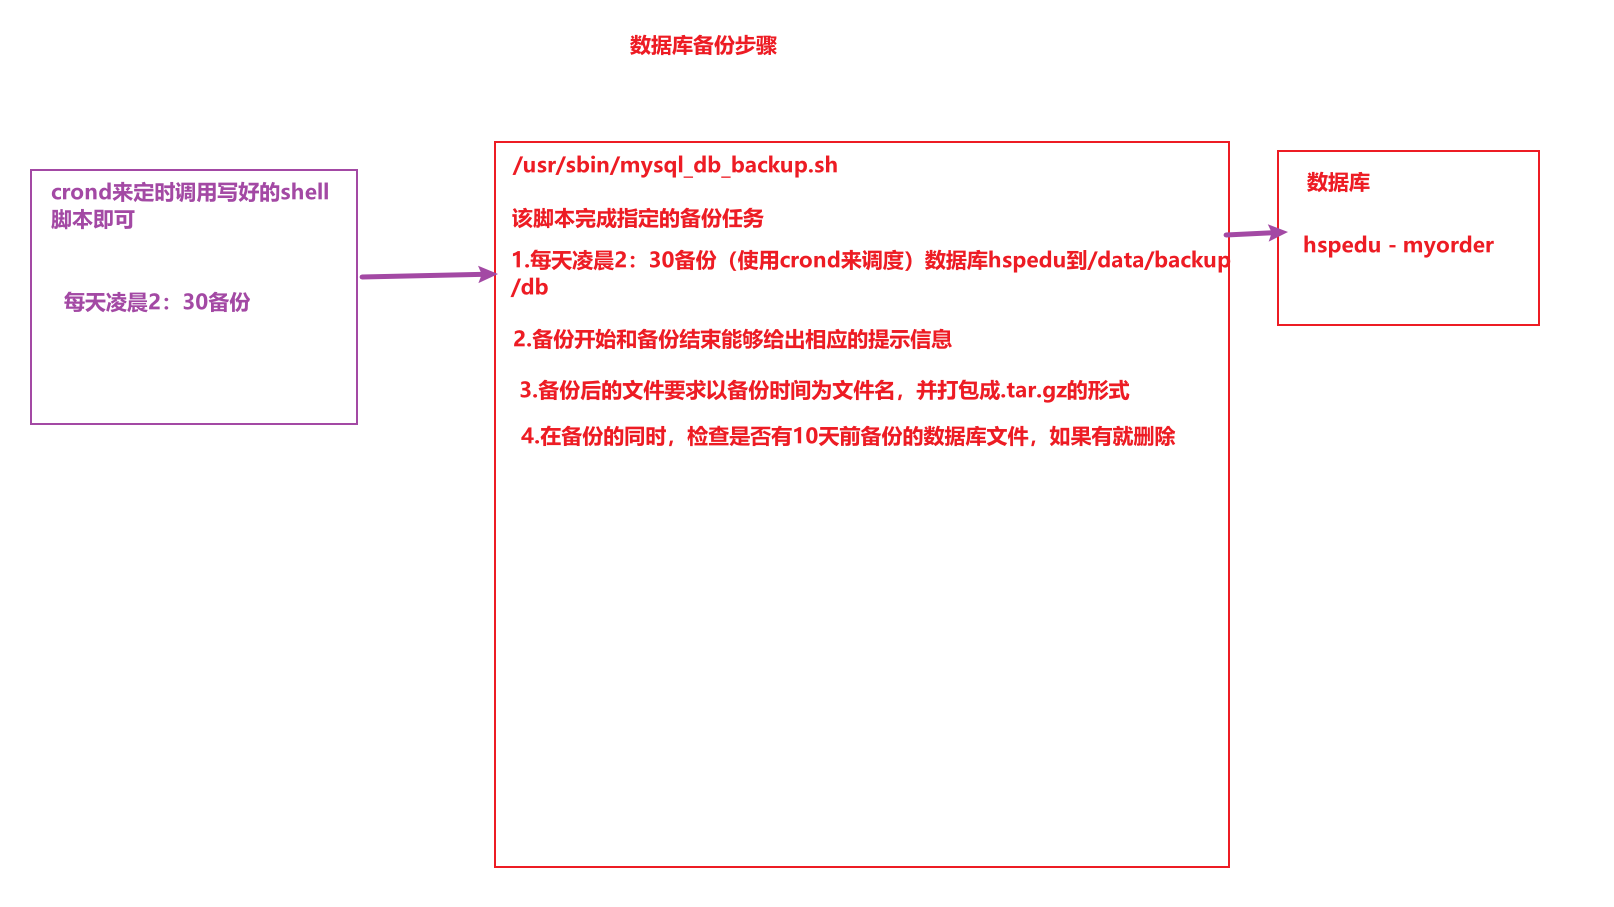 数据库备份步骤
crond来定时调用写好的shell
脚本即可
每天凌晨2：30备份
/usr/sbin/mysql_db_backup.sh
该脚本完成指定的备份任务
1.每天凌晨2：30备份（使用crond来调度）数据库hspedu到/data/backup
/db
2.备份开始和备份结束能够给出相应的提示信息
3.备份后的文件要求以备份时间为文件名，并打包成.tar.gz的形式
4.在备份的同时，检查是否有10天前备份的数据库文件，如果有就删除
数据库
hspedu - myorder